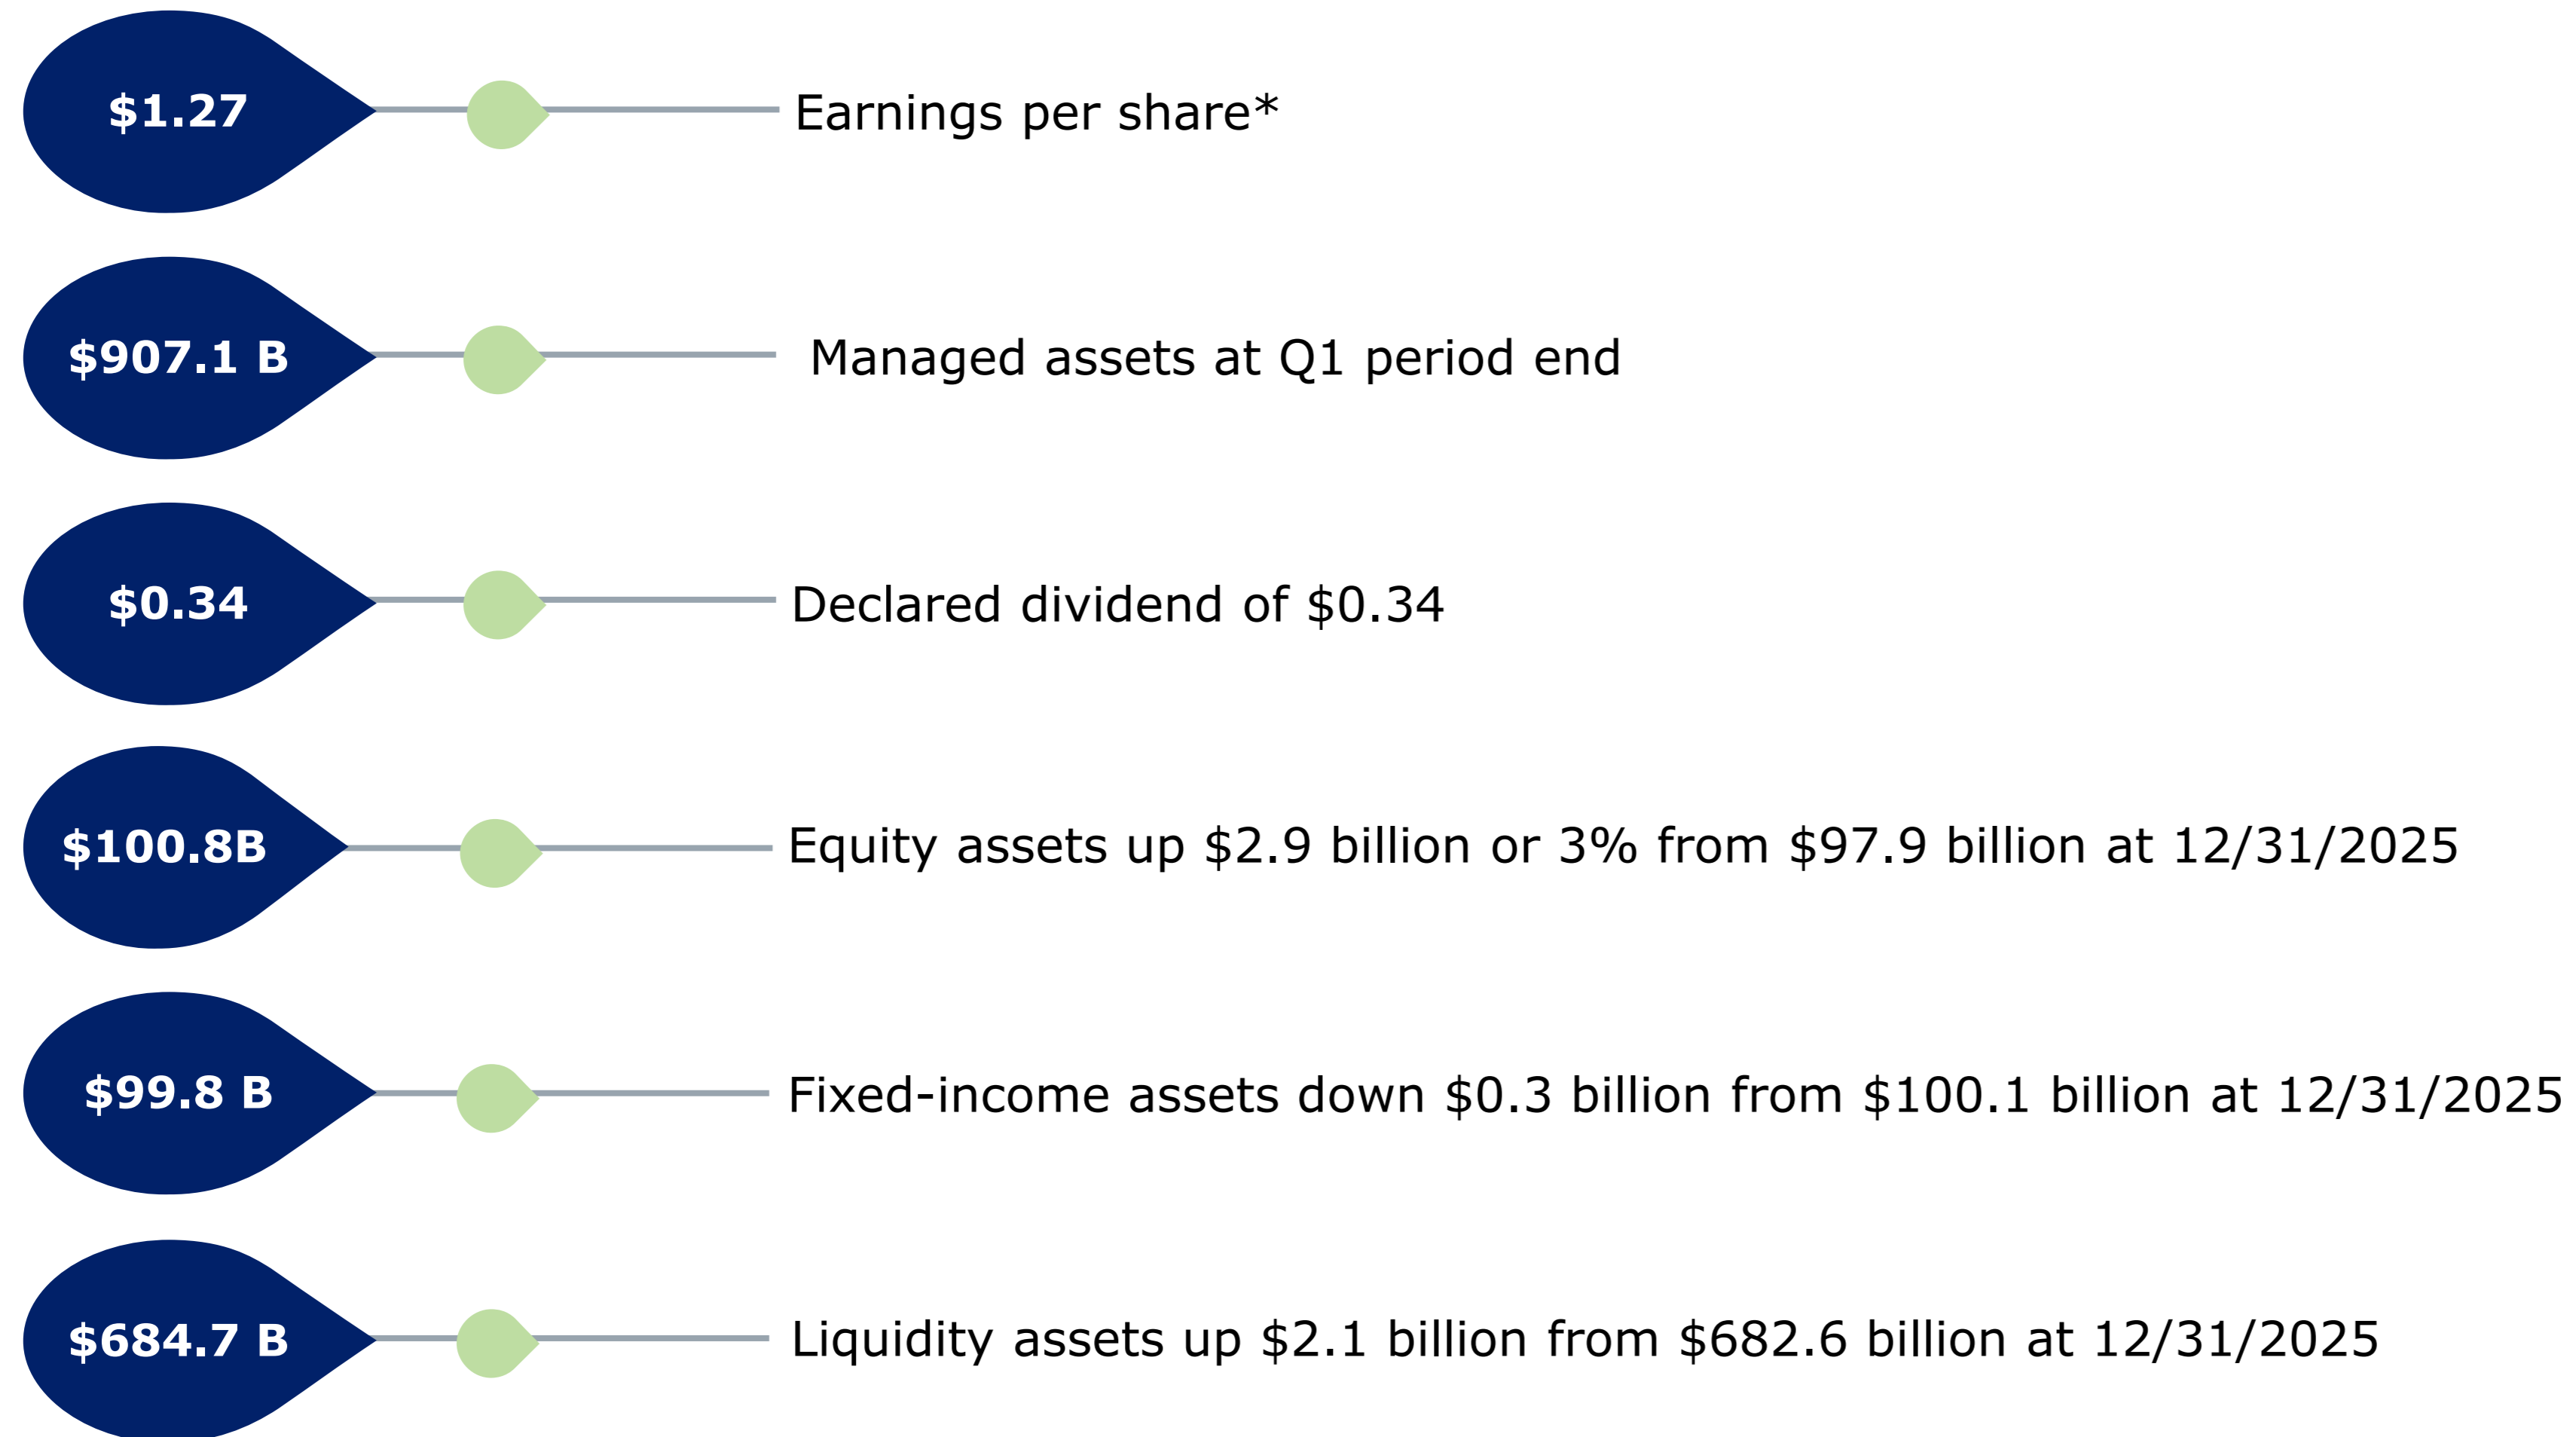 $1.27
Earnings per share*
$907.1 B
Managed assets at Q1 period end
$0.34
Declared dividend of $0.34
$100.8B
Equity assets up $2.9 billion or 3% from $97.9 billion at 12/31/2025
$99.8 B
Fixed-income assets down $0.3 billion from $100.1 billion at 12/31/2025
$684.7 B
Liquidity assets up $2.1 billion from $682.6 billion at 12/31/2025